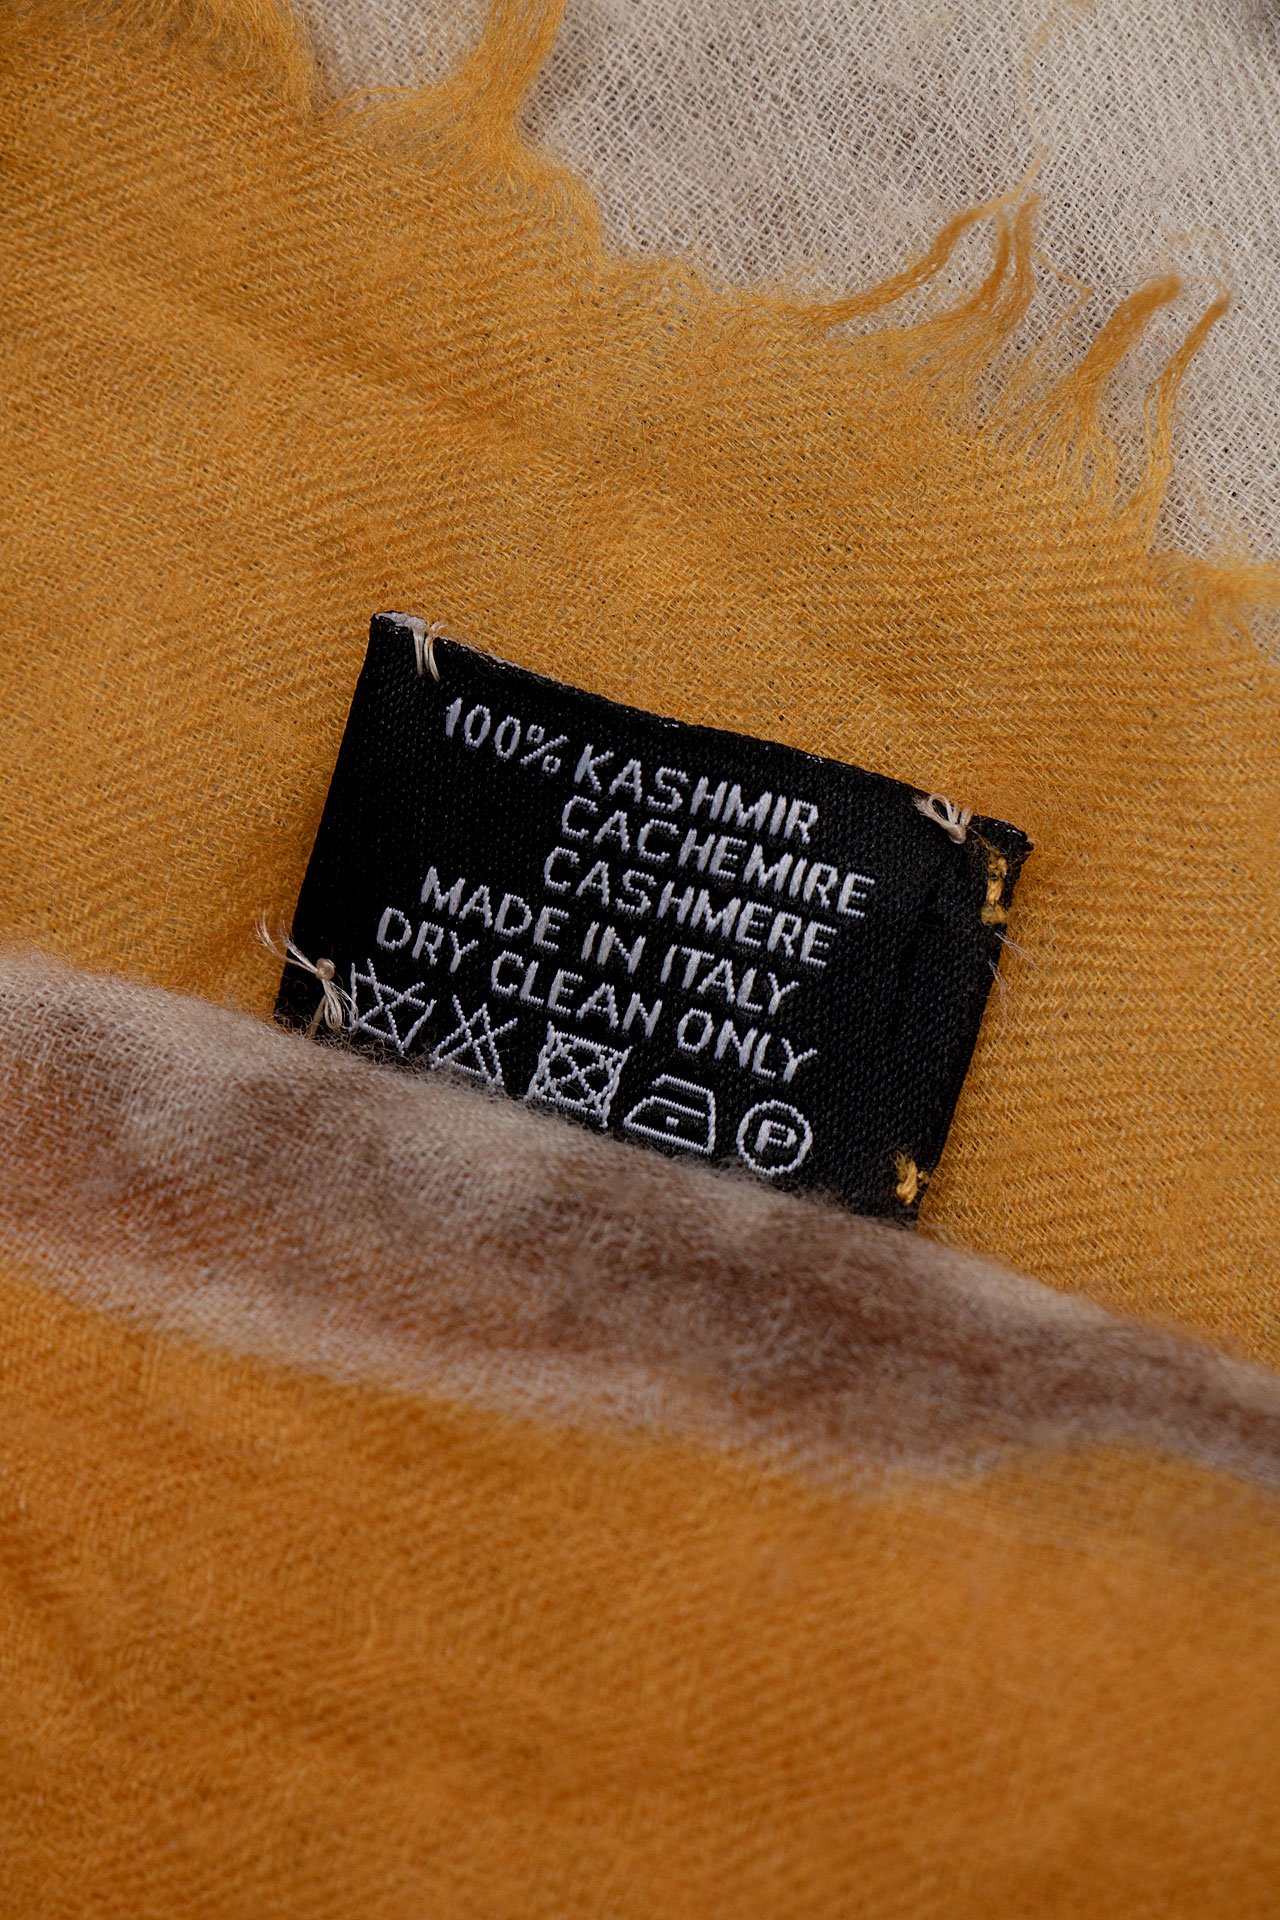 100% KASHMIR
CACHEMIRE
CASHMERE
MADE IN ITALY
DRY CLEAN ONLY
P